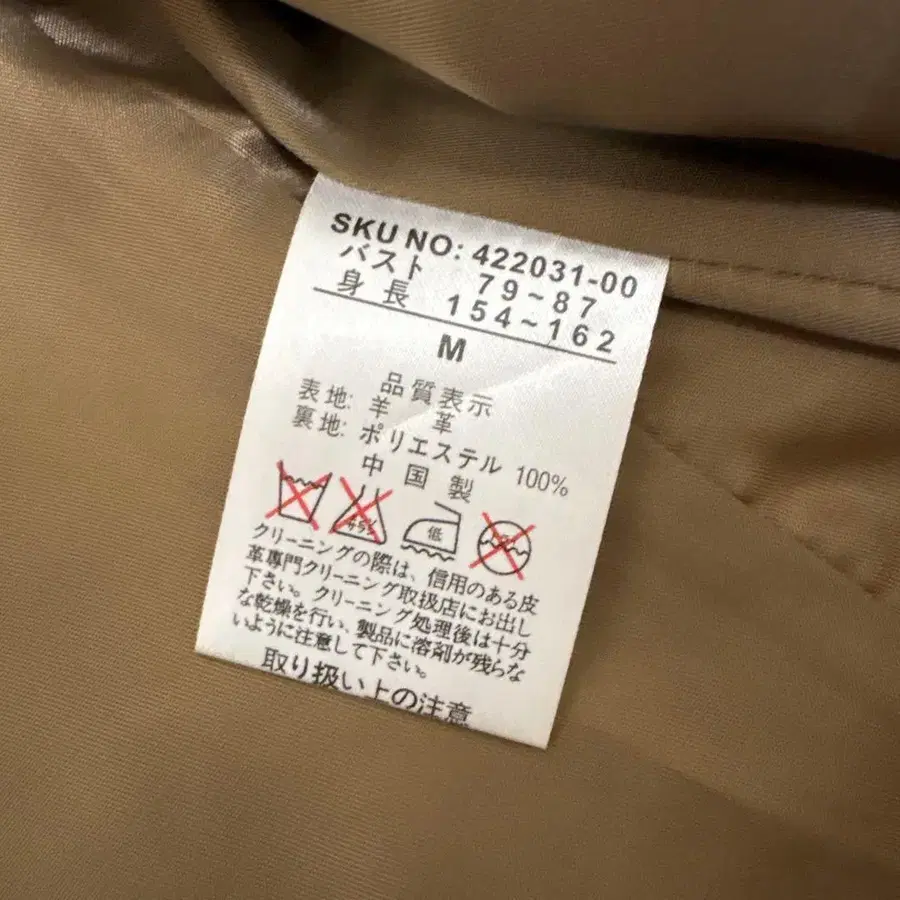 SKU NO: 422031-00
バスト 79~87
身長 154~162
M
品質表示
表地: 羊革
裏地: ポリエステル 100%
中国製
低
クリーニングの際は、信用のある皮
革専門クリーニング取扱店にお出し
下さい。クリーニング処理後は十分
な乾燥を行い、製品に溶剤が残らな
いように注意して下さい。
取り扱い上の注意